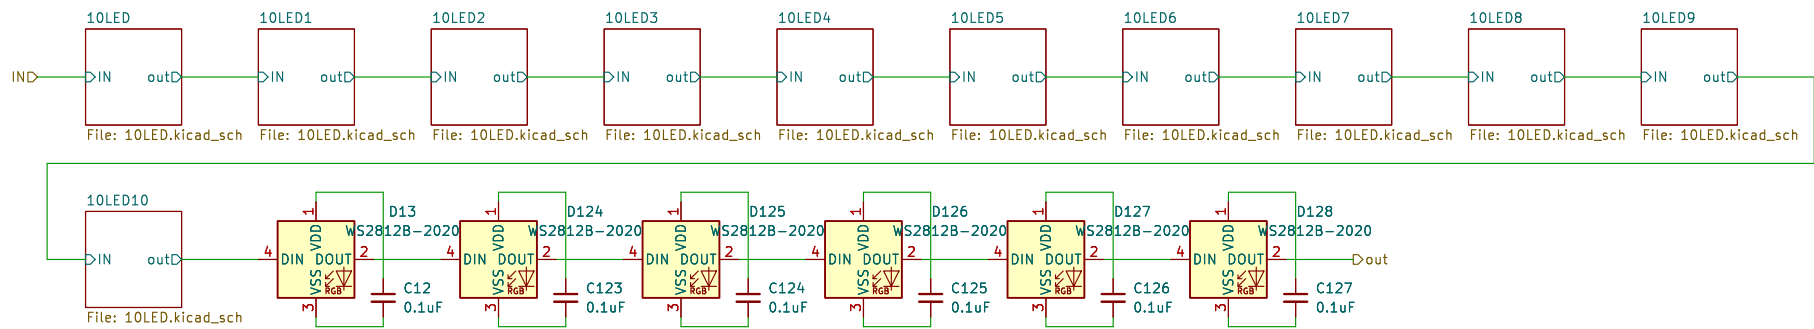 10LED 10LED1 10LED2 10LED3 10LED4 10LED5 10LED6 10LED7 10LED8 10LED9
IN IN out IN out IN out IN out IN out IN out IN out IN out IN out IN out
File: 10LED.kicad_sch File: 10LED.kicad_sch File: 10LED.kicad_sch File: 10LED.kicad_sch File: 10LED.kicad_sch File: 10LED.kicad_sch File: 10LED.kicad_sch File: 10LED.kicad_sch File: 10LED.kicad_sch File: 10LED.kicad_sch
10LED10
1 D13 1 D124 1 D125 1 D126 1 D127 1 D128
VDD WS2812B-2020 VDD WS2812B-2020 VDD WS2812B-2020 VDD WS2812B-2020 VDD WS2812B-2020 VDD WS2812B-2020
IN out 4 DIN DOUT 2 4 DIN DOUT 2 4 DIN DOUT 2 4 DIN DOUT 2 4 DIN DOUT 2 4 DIN DOUT 2 out
VSS RGB C12 VSS RGB C123 VSS RGB C124 VSS RGB C125 VSS RGB C126 VSS RGB C127
3 0.1uF 3 0.1uF 3 0.1uF 3 0.1uF 3 0.1uF 3 0.1uF
File: 10LED.kicad_sch